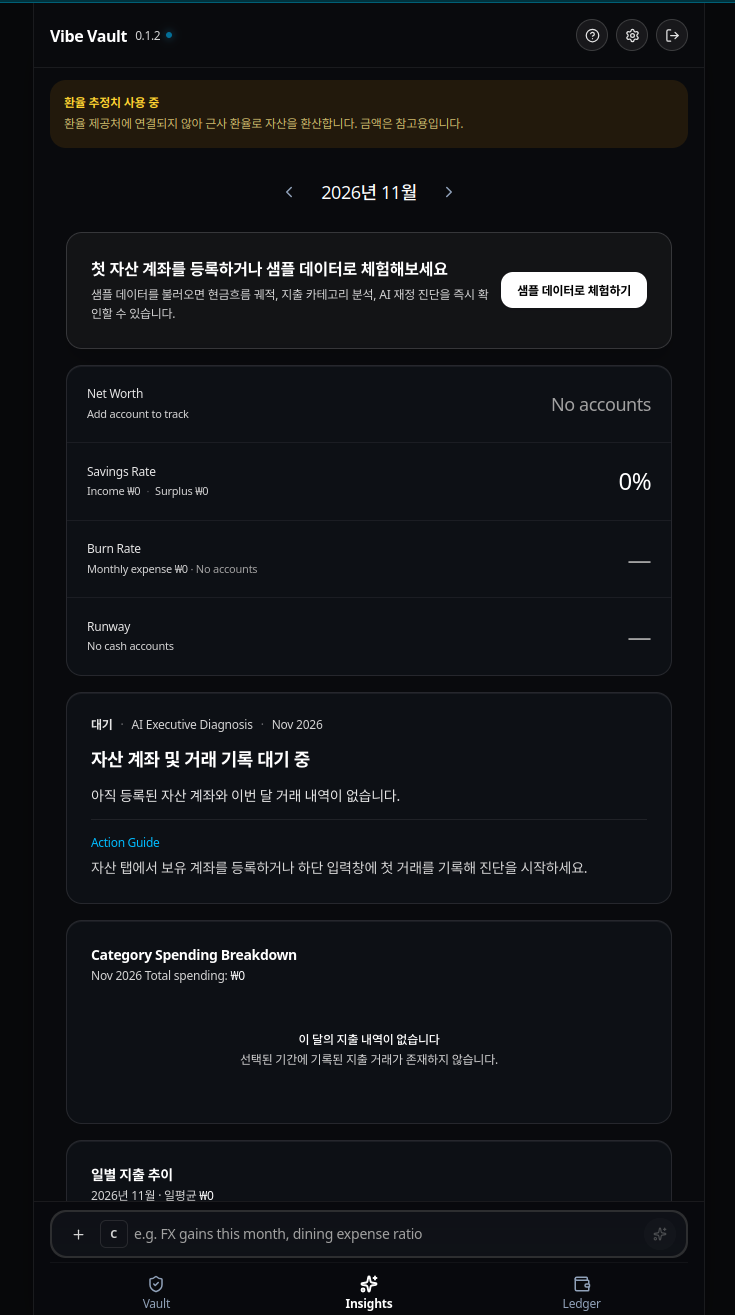 Vibe Vault 0.1.2
환율 추정치 사용 중
환율 제공처에 연결되지 않아 근사 환율로 자산을 환산합니다. 금액은 참고용입니다.
2026년 11월
첫 자산 계좌를 등록하거나 샘플 데이터로 체험해보세요
샘플 데이터를 불러오면 현금흐름 궤적, 지출 카테고리 분석, AI 재정 진단을 즉시 확
인할 수 있습니다.
샘플 데이터로 체험하기
Net Worth
Add account to track
No accounts
Savings Rate
Income ₩0 · Surplus ₩0
0%
Burn Rate
Monthly expense ₩0 · No accounts
—
Runway
No cash accounts
—
대기 · AI Executive Diagnosis · Nov 2026
자산 계좌 및 거래 기록 대기 중
아직 등록된 자산 계좌와 이번 달 거래 내역이 없습니다.
Action Guide
자산 탭에서 보유 계좌를 등록하거나 하단 입력창에 첫 거래를 기록해 진단을 시작하세요.
Category Spending Breakdown
Nov 2026 Total spending: ₩0
이 달의 지출 내역이 없습니다
선택된 기간에 기록된 지출 거래가 존재하지 않습니다.
일별 지출 추이
2026년 11월 · 일평균 ₩0
C e.g. FX gains this month, dining expense ratio
Vault Insights Ledger